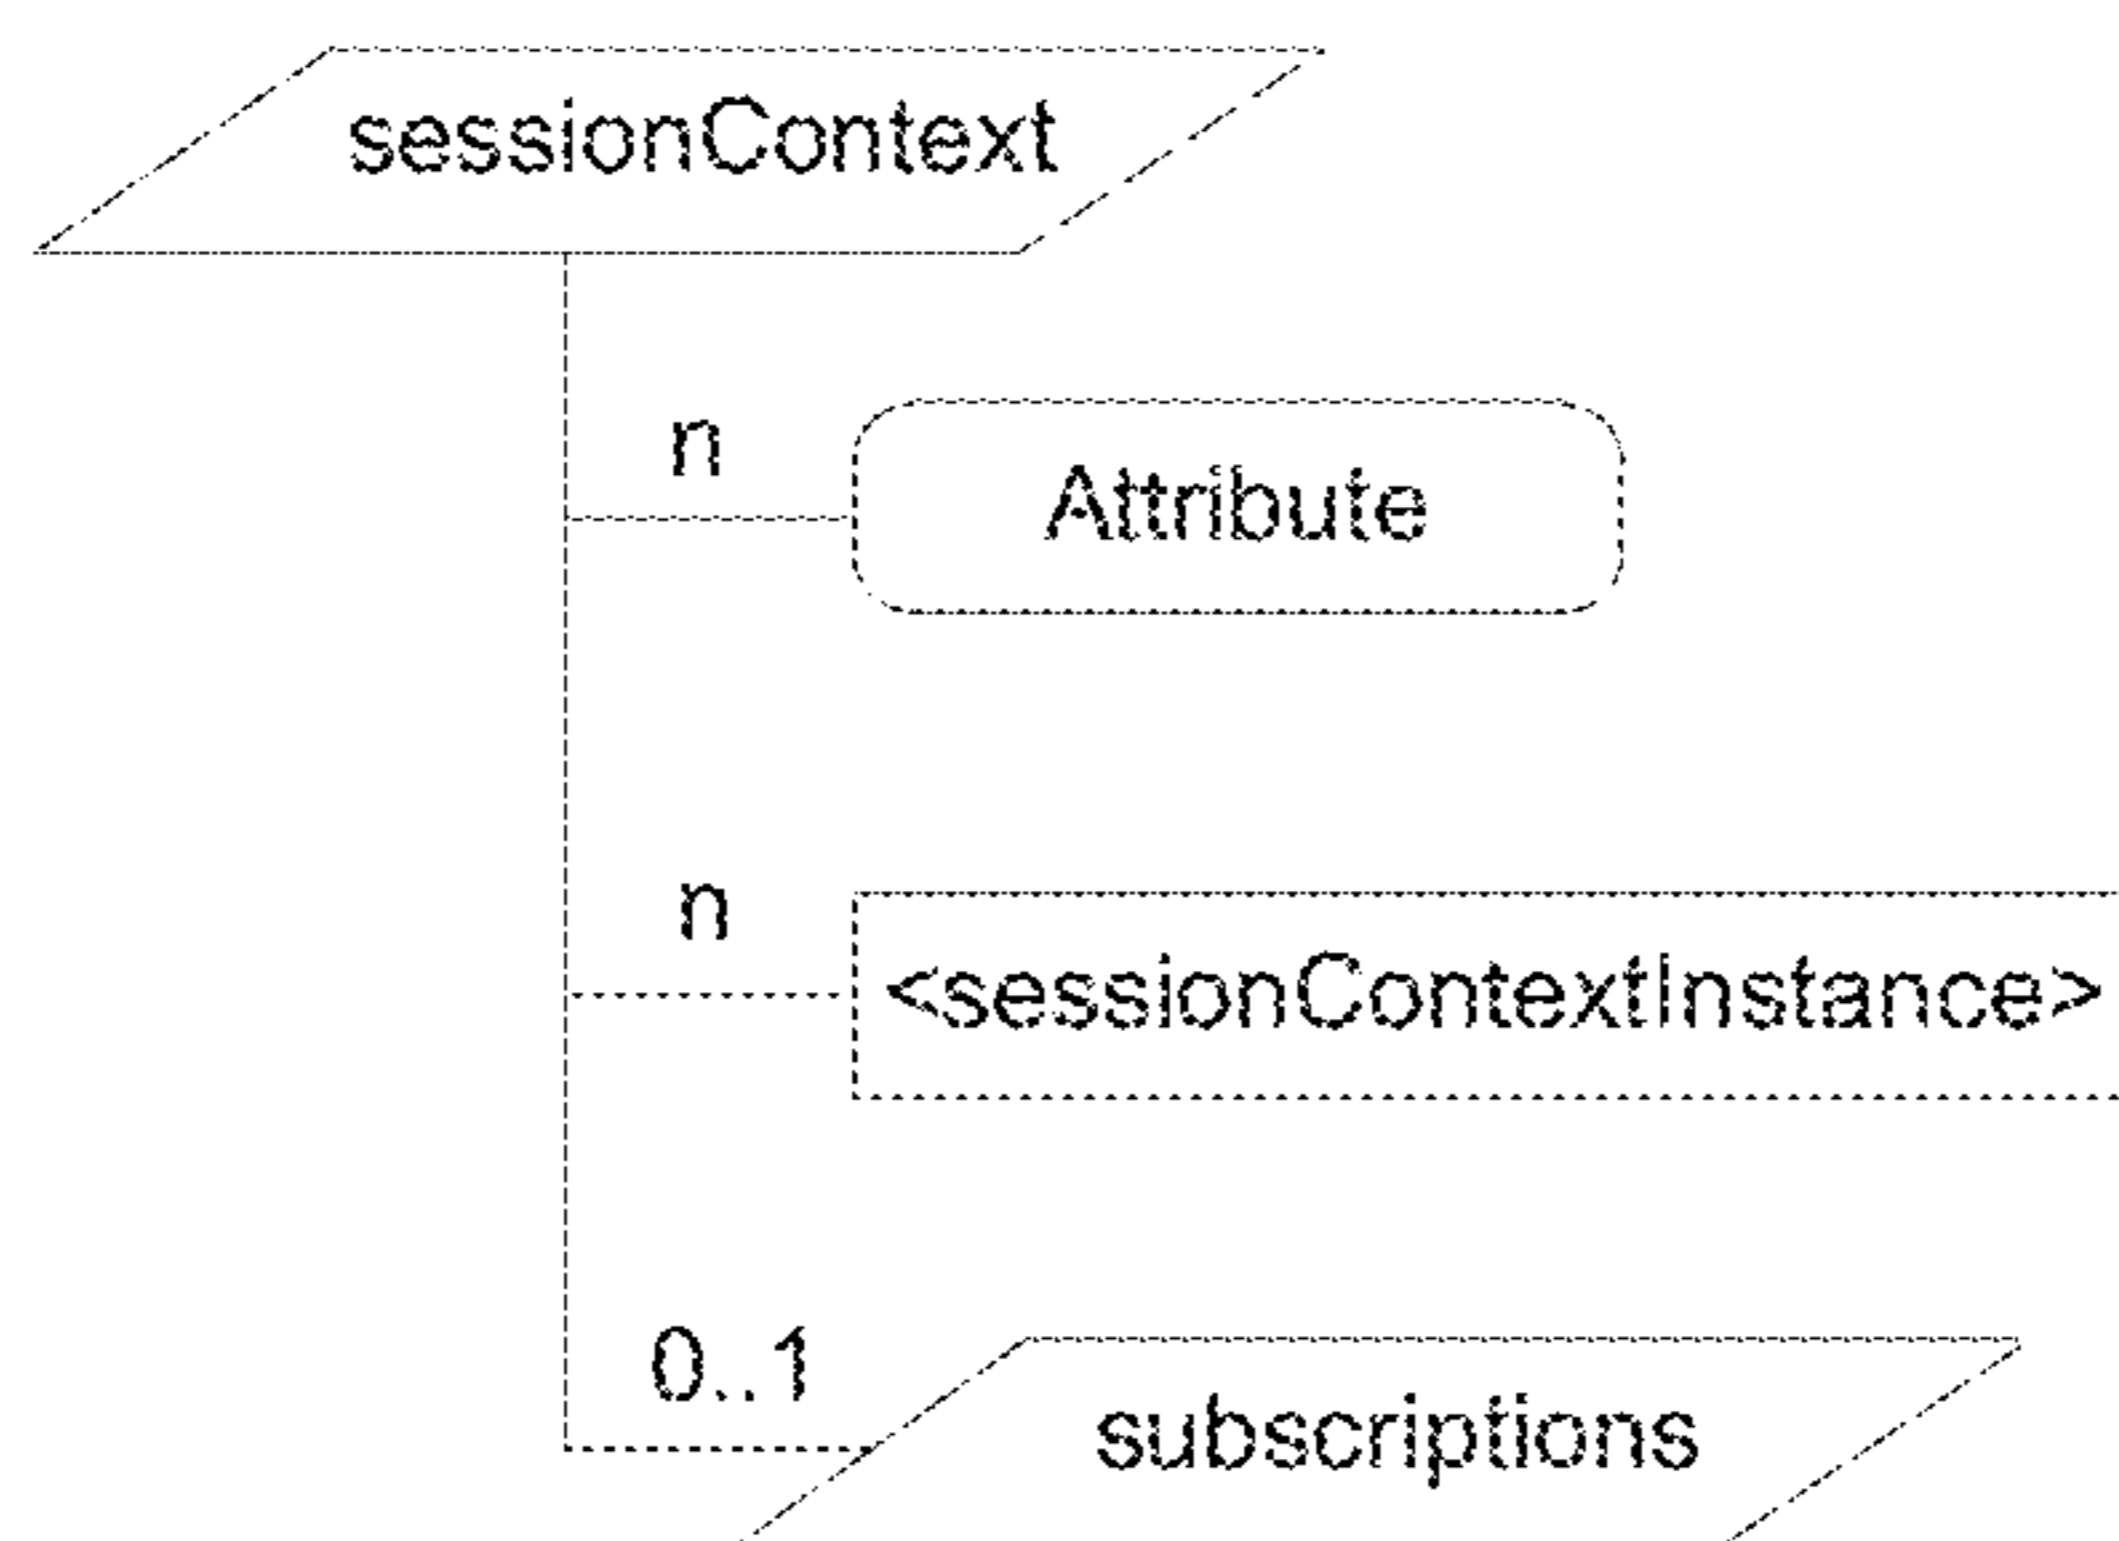 sessionContext
n
Attribute
n
<sessionContextInstance>
0..1
subscriptions